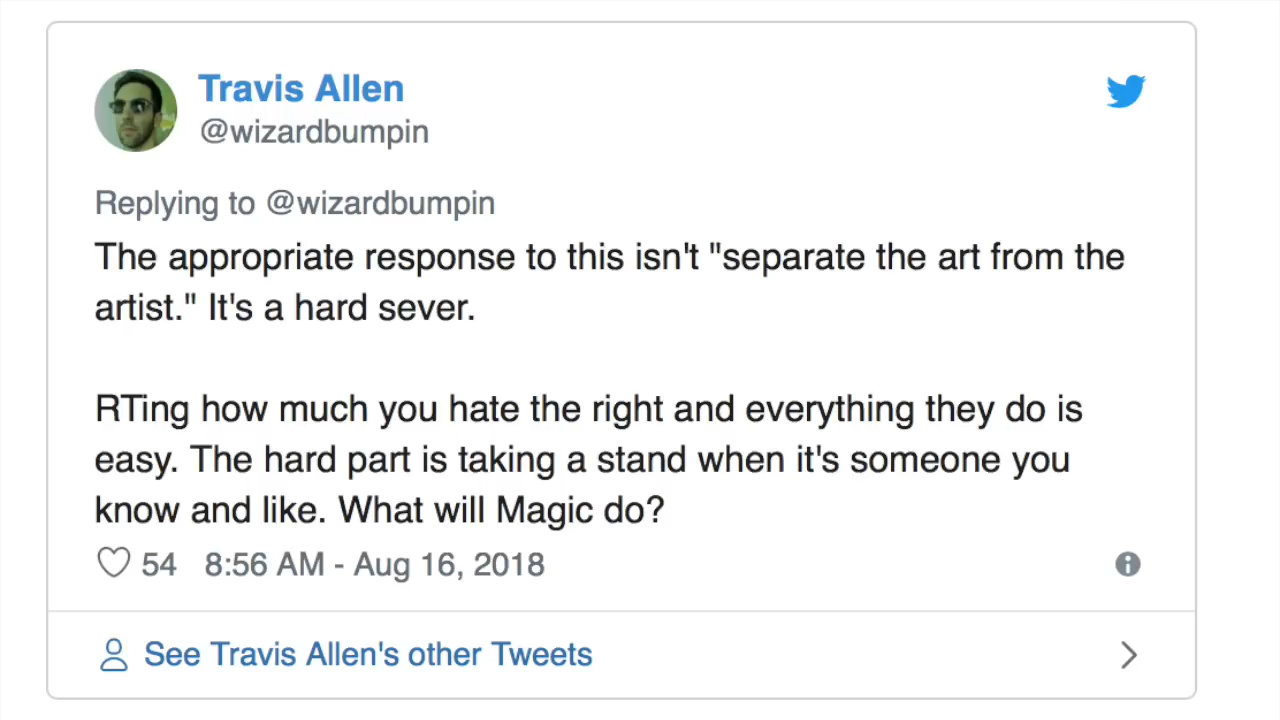 Travis Allen
@wizardbumpin
Replying to @wizardbumpin
The appropriate response to this isn't "separate the art from the
artist." It's a hard sever.
RTing how much you hate the right and everything they do is
easy. The hard part is taking a stand when it's someone you
know and like. What will Magic do?
54 8:56 AM - Aug 16, 2018
See Travis Allen's other Tweets